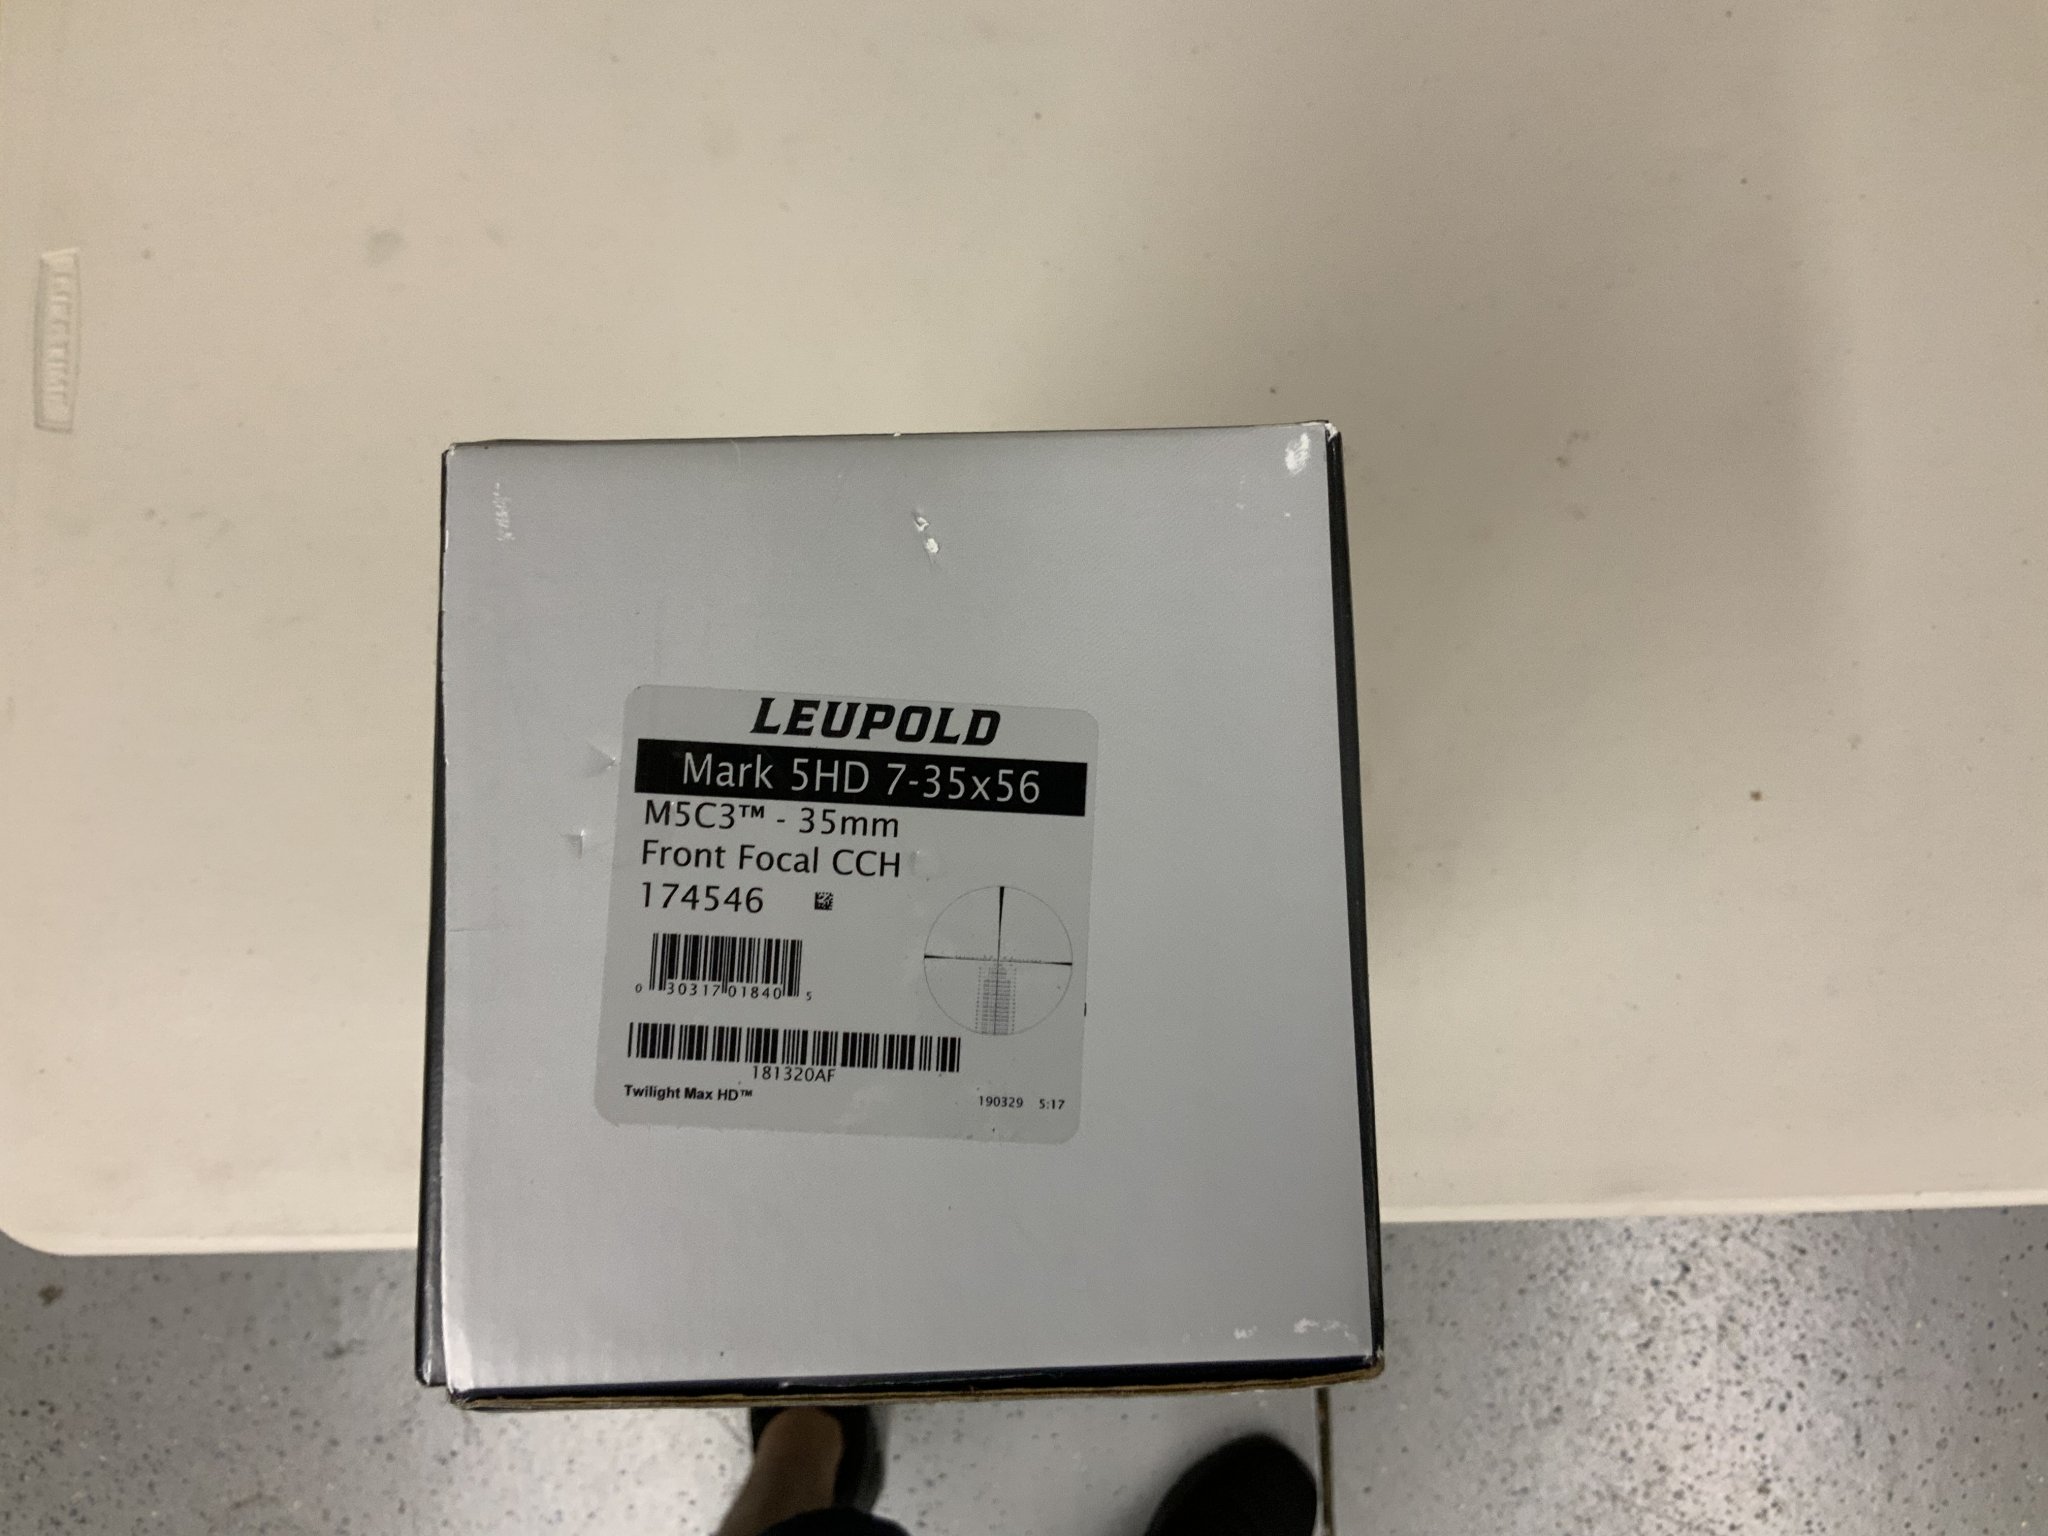 LIFETIME
LEUPOLD
Mark 5HD 7-35x56
M5C3™ - 35mm
Front Focal CCH
174546
0 30317 01840 5
181320AF
Twilight Max HD™
190329 5:17